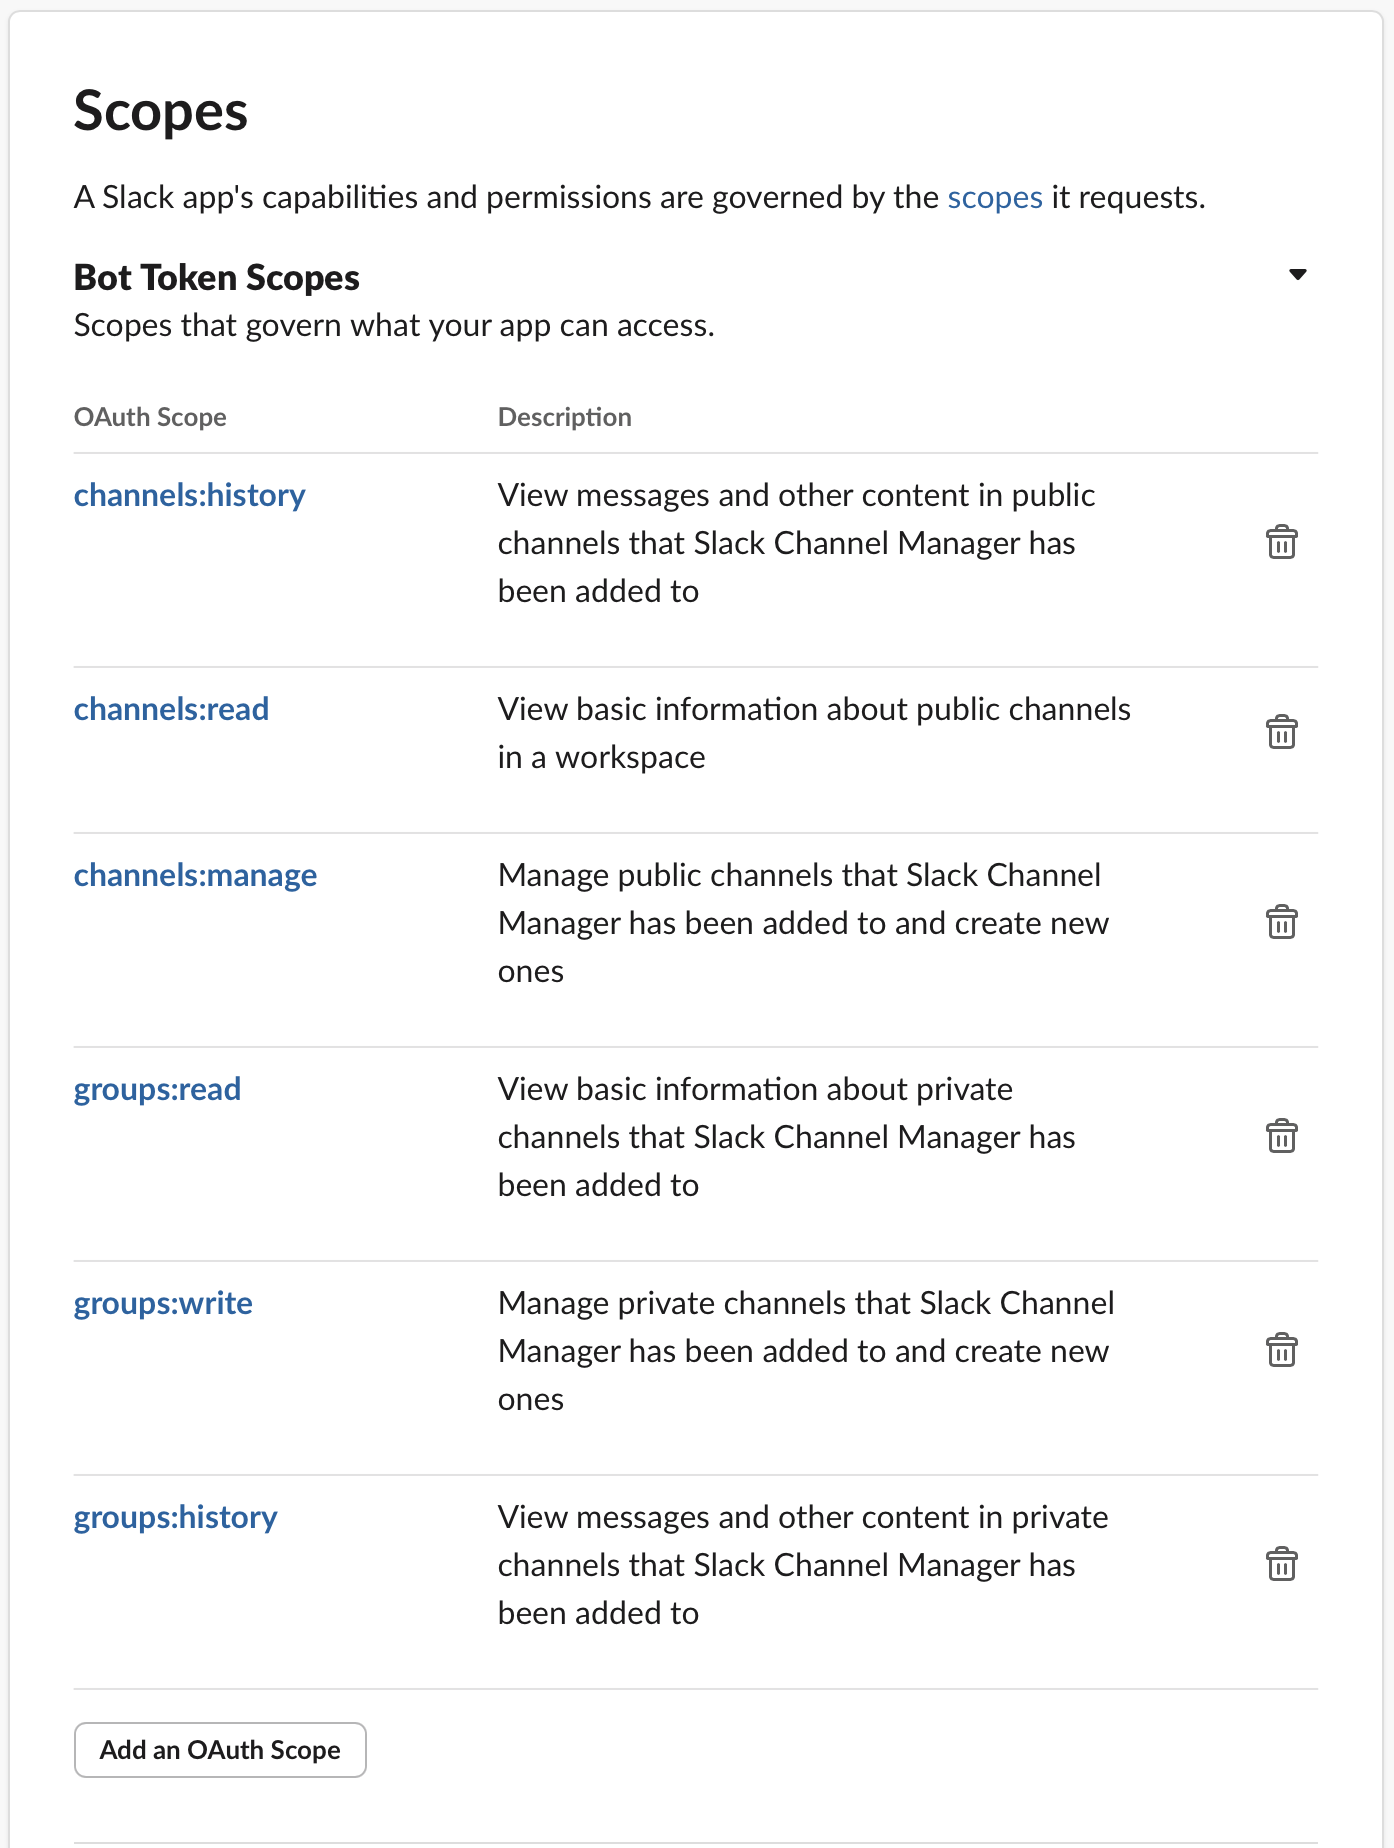 Scopes
A Slack app's capabilities and permissions are governed by the scopes it requests.
Bot Token Scopes
Scopes that govern what your app can access.
OAuth Scope
Description
channels:history
View messages and other content in public
channels that Slack Channel Manager has
been added to
channels:read
View basic information about public channels
in a workspace
channels:manage
Manage public channels that Slack Channel
Manager has been added to and create new
ones
groups:read
View basic information about private
channels that Slack Channel Manager has
been added to
groups:write
Manage private channels that Slack Channel
Manager has been added to and create new
ones
groups:history
View messages and other content in private
channels that Slack Channel Manager has
been added to
Add an OAuth Scope